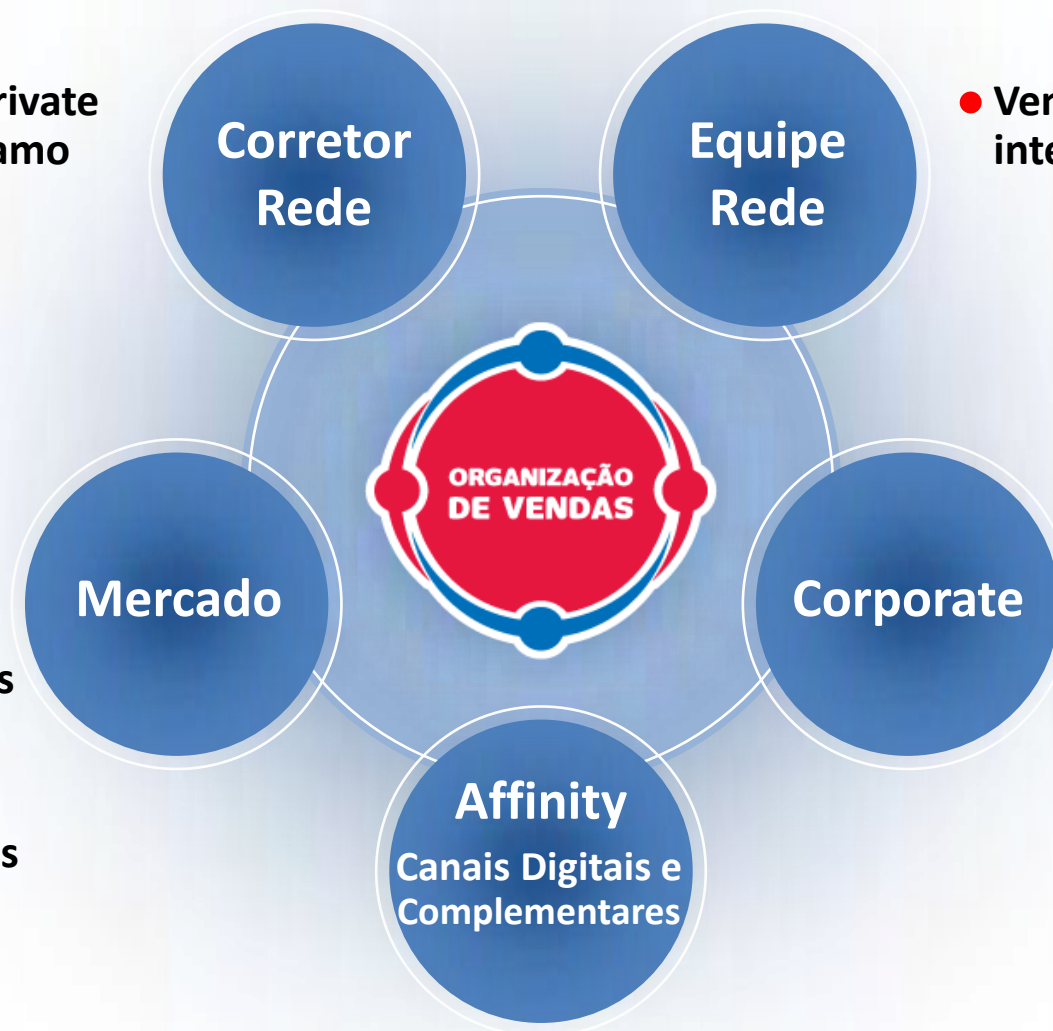 Corretor
Rede
Equipe
Rede
ORGANIZAÇÃO
DE VENDAS
Mercado
Corporate
Affinity
Canais Digitais e
Complementares